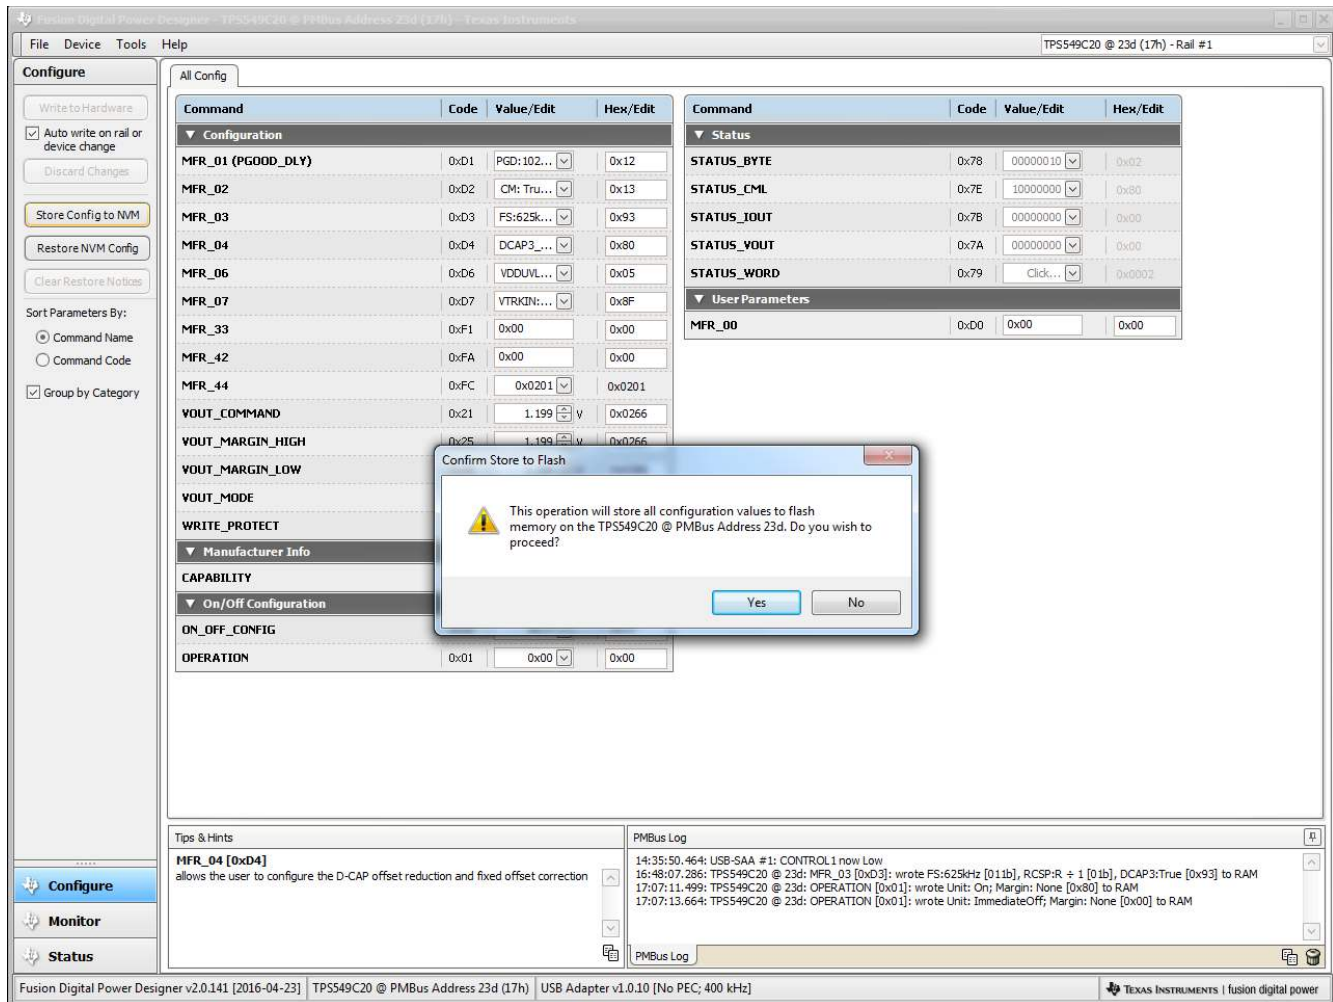 Fusion Digital Power Designer - TPS549C20 @ PMBus Address 23d (17h) - Texas Instruments
File Device Tools Help
TPS549C20 @ 23d (17h) - Rail #1
Configure
Write to Hardware
Auto write on rail or
device change
Discard Changes
Store Config to NVM
Restore NVM Config
Clear Restore Notices
Sort Parameters By:
Command Name
Command Code
Group by Category
All Config
Command Code Value/Edit Hex/Edit
Configuration
MFR_01 (PGOOD_DLY) 0xD1 PGD:102... 0x12
MFR_02 0xD2 CM: Tru... 0x13
MFR_03 0xD3 FS:625k... 0x93
MFR_04 0xD4 DCAP3_... 0x80
MFR_06 0xD6 VDDUVL... 0x05
MFR_07 0xD7 VTRKIN:... 0x8F
MFR_33 0xF1 0x00 0x00
MFR_42 0xFA 0x00 0x00
MFR_44 0xFC 0x0201 0x0201
VOUT_COMMAND 0x21 1.199 V 0x0266
VOUT_MARGIN_HIGH 0x25 1.199 V 0x0266
VOUT_MARGIN_LOW
VOUT_MODE
WRITE_PROTECT
Manufacturer Info
CAPABILITY
On/Off Configuration
ON_OFF_CONFIG
OPERATION 0x01 0x00 0x00
Command Code Value/Edit Hex/Edit
Status
STATUS_BYTE 0x78 00000010 0x02
STATUS_CML 0x7E 10000000 0x80
STATUS_IOUT 0x7B 00000000 0x00
STATUS_VOUT 0x7A 00000000 0x00
STATUS_WORD 0x79 Click... 0x0002
User Parameters
MFR_00 0xD0 0x00 0x00
Confirm Store to Flash
This operation will store all configuration values to flash
memory on the TPS549C20 @ PMBus Address 23d. Do you wish to
proceed?
Yes No
Configure
Monitor
Status
Tips & Hints
MFR_04 [0xD4]
allows the user to configure the D-CAP offset reduction and fixed offset correction
PMBus Log
14:35:50.464: USB-SAA #1: CONTROL1 now Low
16:48:07.286: TPS549C20 @ 23d: MFR_03 [0xD3]: wrote FS:625kHz [011b], RCSP:R ÷ 1 [01b], DCAP3:True [0x93] to RAM
17:07:11.499: TPS549C20 @ 23d: OPERATION [0x01]: wrote Unit: On; Margin: None [0x80] to RAM
17:07:13.664: TPS549C20 @ 23d: OPERATION [0x01]: wrote Unit: ImmediateOff; Margin: None [0x00] to RAM
PMBus Log
Fusion Digital Power Designer v2.0.141 [2016-04-23] TPS549C20 @ PMBus Address 23d (17h) USB Adapter v1.0.10 [No PEC; 400 kHz] TEXAS INSTRUMENTS | fusion digital power